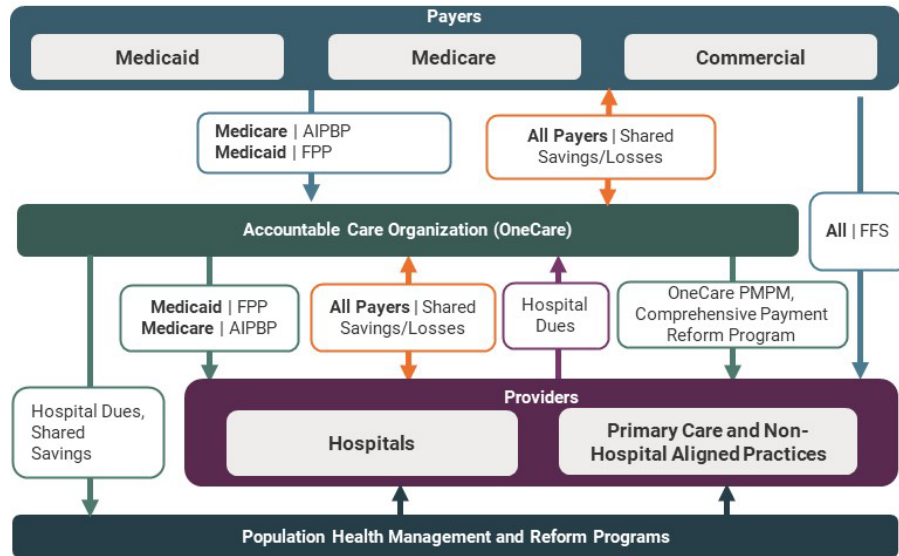 Payers
Medicaid
Medicare
Commercial
Medicare | AIPBP
Medicaid | FPP
All Payers | Shared
Savings/Losses
All | FFS
Accountable Care Organization (OneCare)
Medicaid | FPP
Medicare | AIPBP
All Payers | Shared
Savings/Losses
Hospital
Dues
OneCare PMPM,
Comprehensive Payment
Reform Program
Hospital Dues,
Shared
Savings
Providers
Hospitals
Primary Care and Non-
Hospital Aligned Practices
Population Health Management and Reform Programs